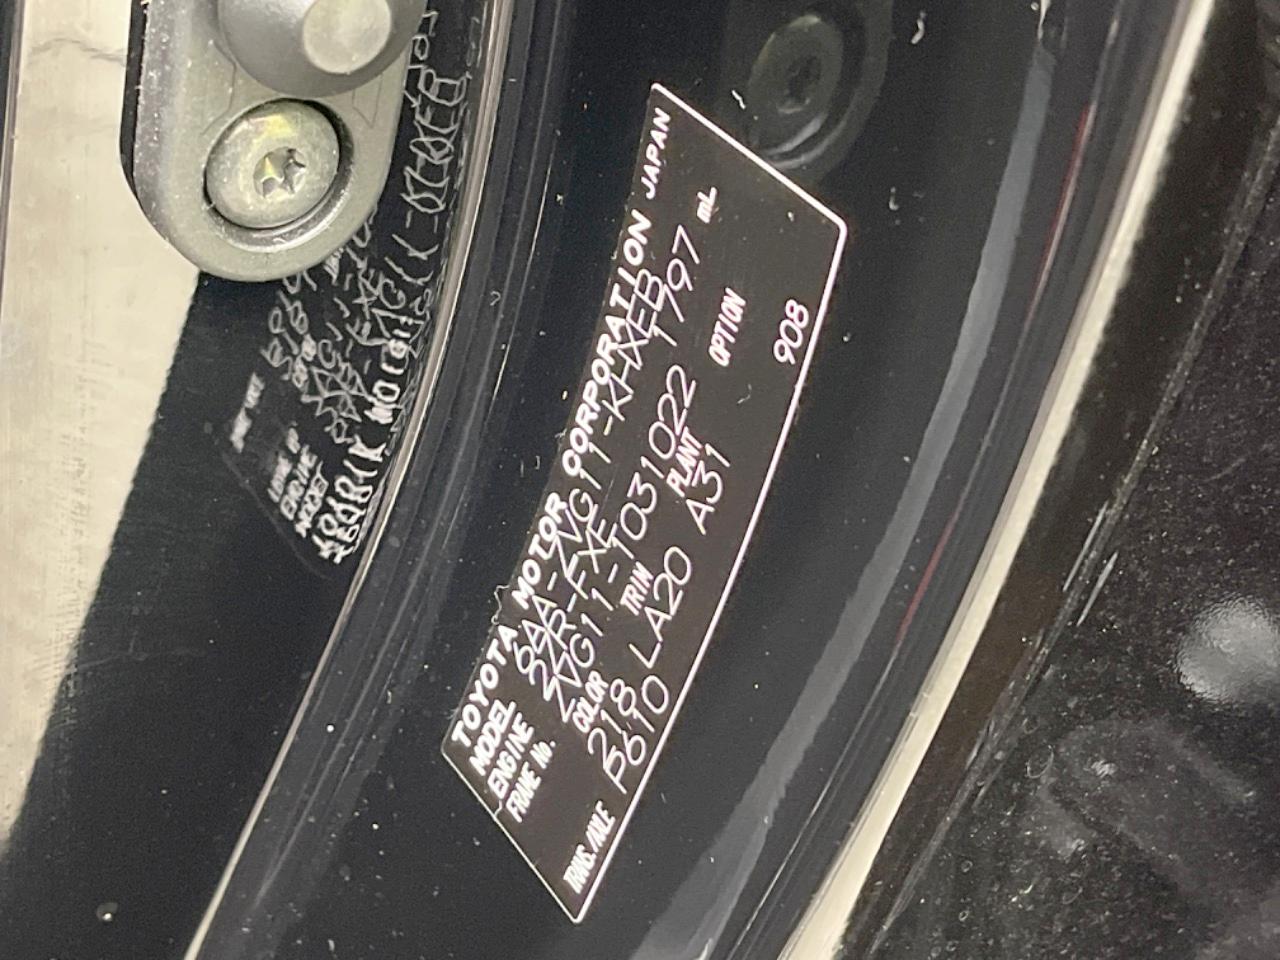 TOYOTA MOTOR CORPORATION JAPAN
MODEL 6AA-ZVG11-KHXEB
ENGINE 2ZR-FXE 1797 mL
FRAME No. ZVG11-1031022
COLOR TRIM PLANT OPTION
218 LA20 A31 908
TRANS./AXLE P610